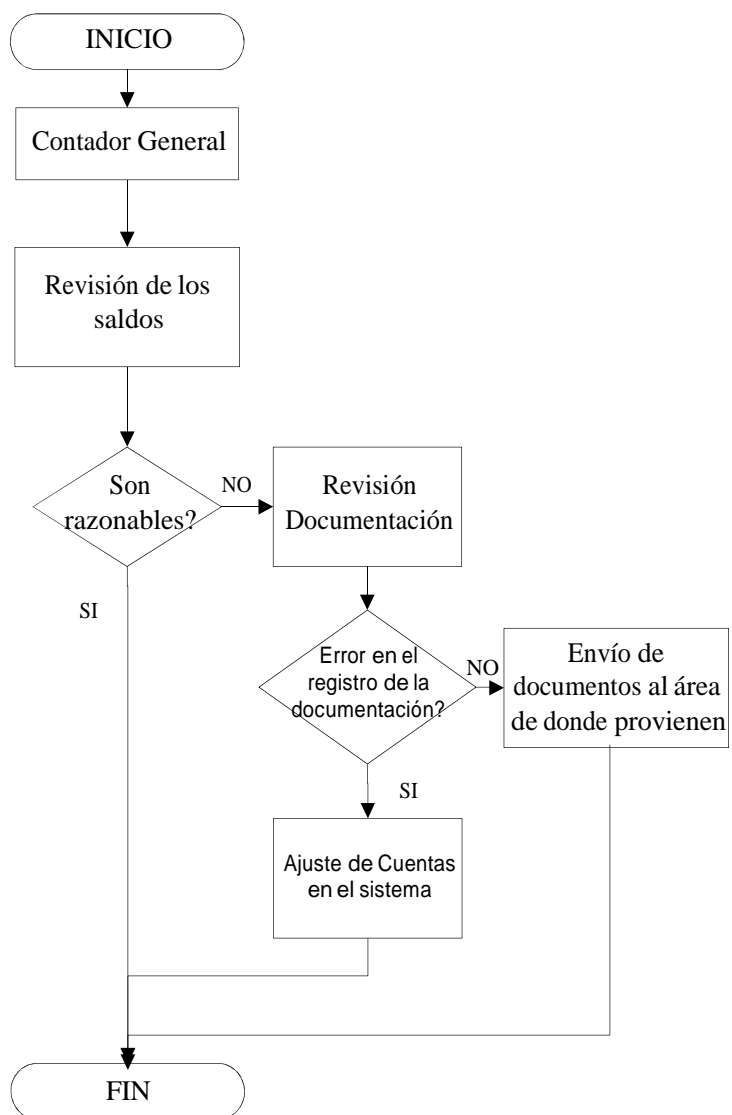 INICIO
Contador General
Revisión de los
saldos
Son
razonables?
NO
Revisión
Documentación
SI
Error en el
registro de la
documentación?
NO
Envío de
documentos al área
de donde provienen
SI
Ajuste de Cuentas
en el sistema
FIN